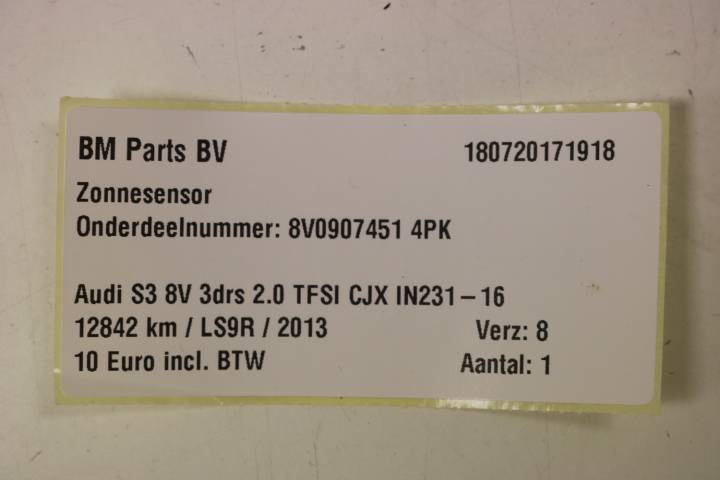 BM Parts BV 180720171918
Zonnesensor
Onderdeelnummer: 8V0907451 4PK
Audi S3 8V 3drs 2.0 TFSI CJX IN231-16
12842 km / LS9R / 2013 Verz: 8
10 Euro incl. BTW Aantal: 1